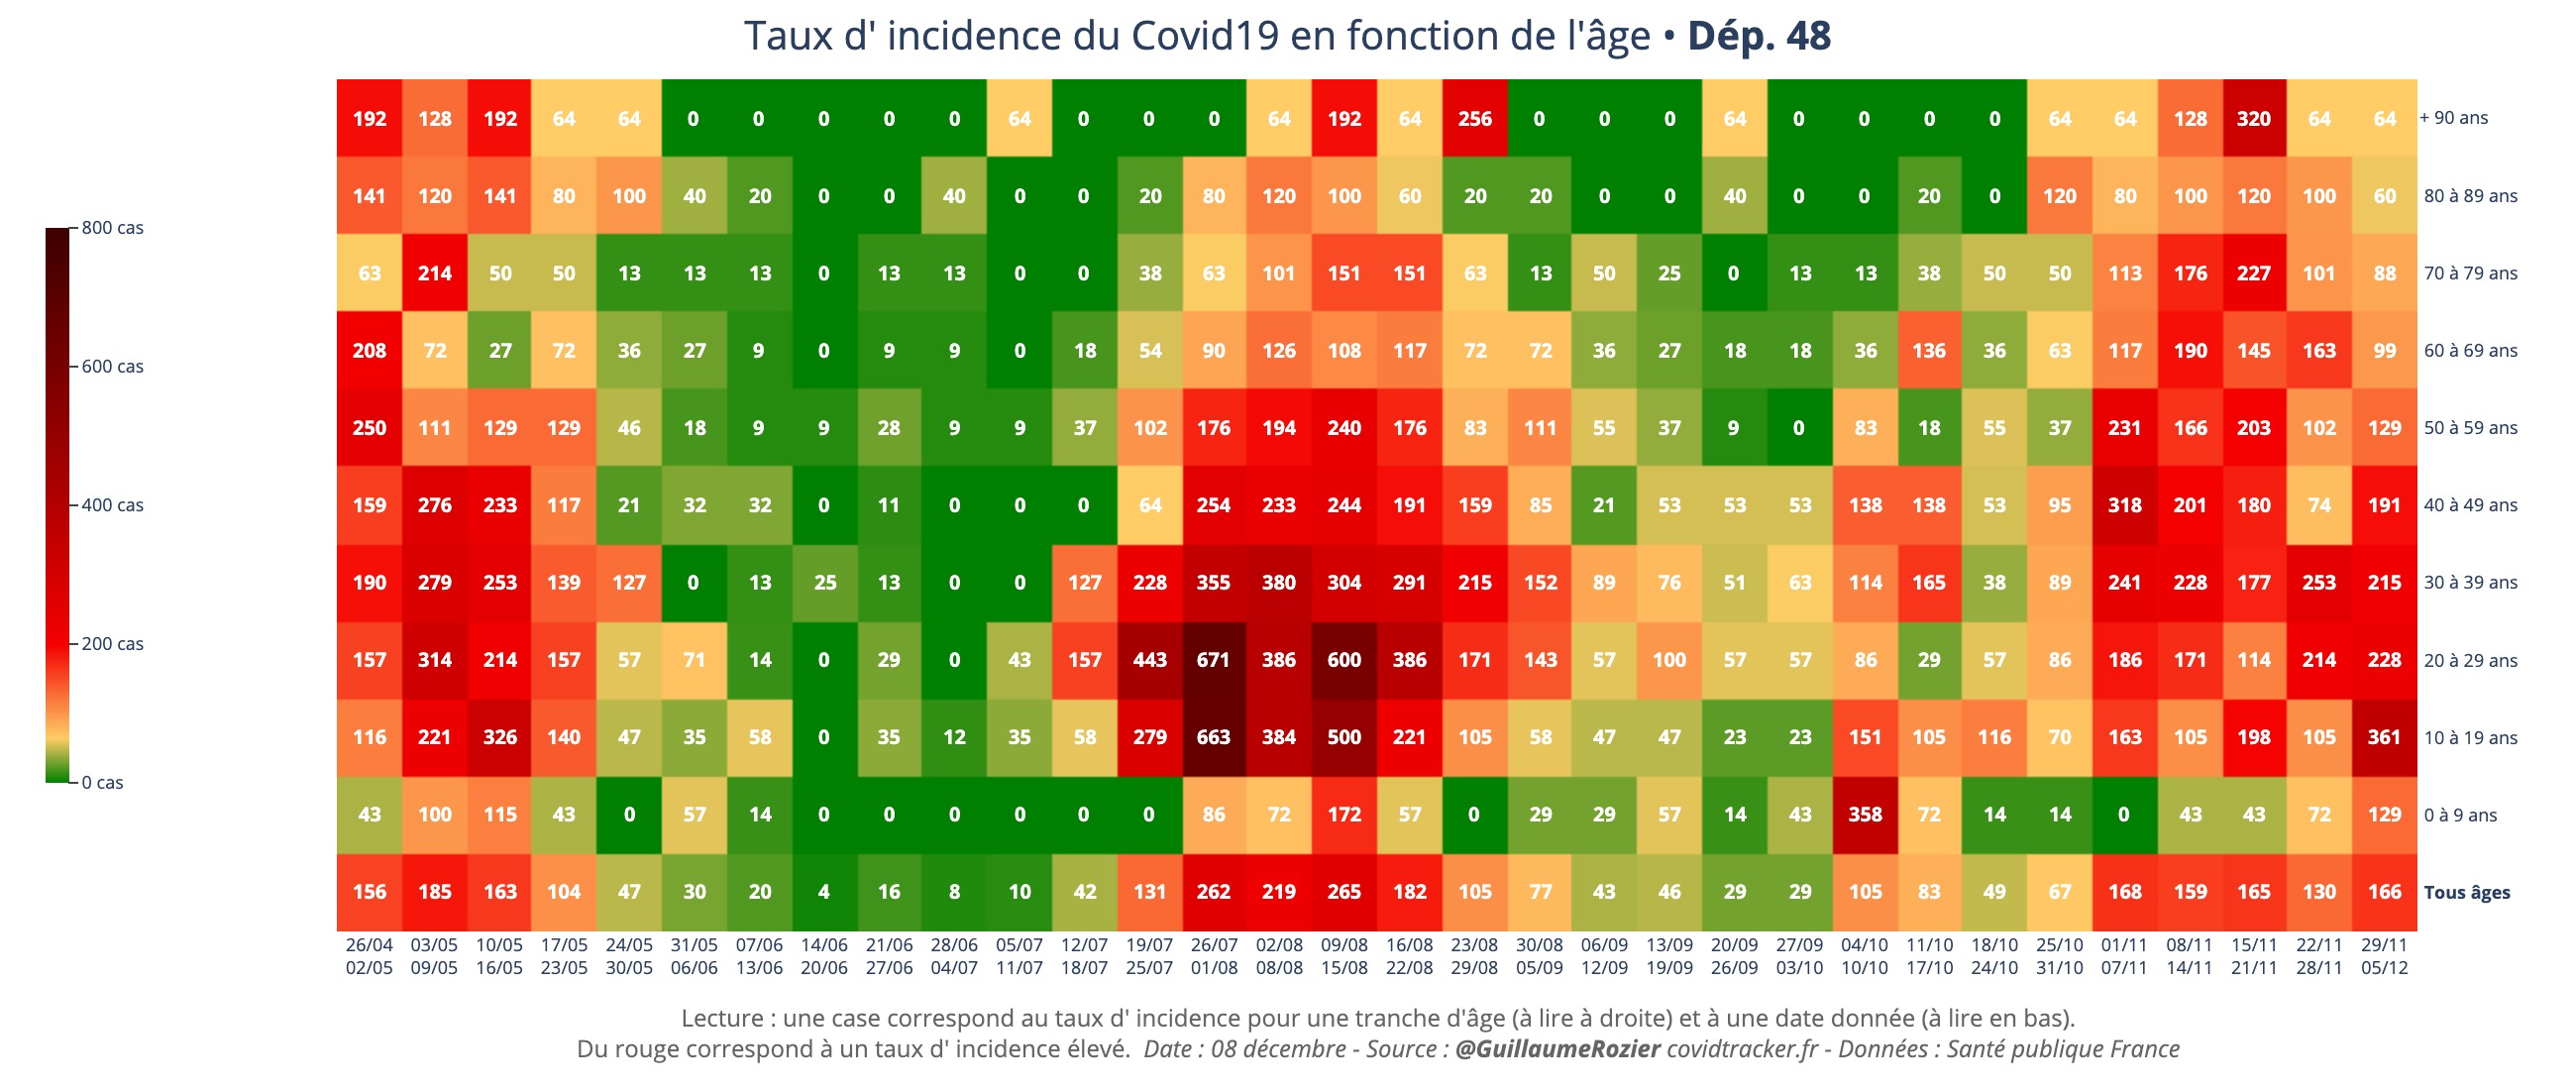 Taux d' incidence du Covid19 en fonction de l'âge • Dép. 48
800 cas
600 cas
400 cas
200 cas
0 cas
192 128 192 64 64 0 0 0 0 0 64 0 0 0 64 192 64 256 0 0 0 64 0 0 0 0 64 64 128 320 64 64 + 90 ans
141 120 141 80 100 40 20 0 0 40 0 0 20 80 120 100 60 20 20 0 0 40 0 0 20 0 120 80 100 120 100 60 80 à 89 ans
63 214 50 50 13 13 13 0 13 13 0 0 38 63 101 151 151 63 13 50 25 0 13 13 38 50 50 113 176 227 101 88 70 à 79 ans
208 72 27 72 36 27 9 0 9 9 0 18 54 90 126 108 117 72 72 36 27 18 18 36 136 36 63 117 190 145 163 99 60 à 69 ans
250 111 129 129 46 18 9 9 28 9 9 37 102 176 194 240 176 83 111 55 37 9 0 83 18 55 37 231 166 203 102 129 50 à 59 ans
159 276 233 117 21 32 32 0 11 0 0 0 64 254 233 244 191 159 85 21 53 53 53 138 138 53 95 318 201 180 74 191 40 à 49 ans
190 279 253 139 127 0 13 25 13 0 0 127 228 355 380 304 291 215 152 89 76 51 63 114 165 38 89 241 228 177 253 215 30 à 39 ans
157 314 214 157 57 71 14 0 29 0 43 157 443 671 386 600 386 171 143 57 100 57 57 86 29 57 86 186 171 114 214 228 20 à 29 ans
116 221 326 140 47 35 58 0 35 12 35 58 279 663 384 500 221 105 58 47 47 23 23 151 105 116 70 163 105 198 105 361 10 à 19 ans
43 100 115 43 0 57 14 0 0 0 0 0 0 86 72 172 57 0 29 29 57 14 43 358 72 14 14 0 43 43 72 129 0 à 9 ans
156 185 163 104 47 30 20 4 16 8 10 42 131 262 219 265 182 105 77 43 46 29 29 105 83 49 67 168 159 165 130 166 Tous âges
26/04 03/05 10/05 17/05 24/05 31/05 07/06 14/06 21/06 28/06 05/07 12/07 19/07 26/07 02/08 09/08 16/08 23/08 30/08 06/09 13/09 20/09 27/09 04/10 11/10 18/10 25/10 01/11 08/11 15/11 22/11 29/11
02/05 09/05 16/05 23/05 30/05 06/06 13/06 20/06 27/06 04/07 11/07 18/07 25/07 01/08 08/08 15/08 22/08 29/08 05/09 12/09 19/09 26/09 03/10 10/10 17/10 24/10 31/10 07/11 14/11 21/11 28/11 05/12
Lecture : une case correspond au taux d' incidence pour une tranche d'âge (à lire à droite) et à une date donnée (à lire en bas).
Du rouge correspond à un taux d' incidence élevé. Date : 08 décembre - Source : @GuillaumeRozier covidtracker.fr - Données : Santé publique France